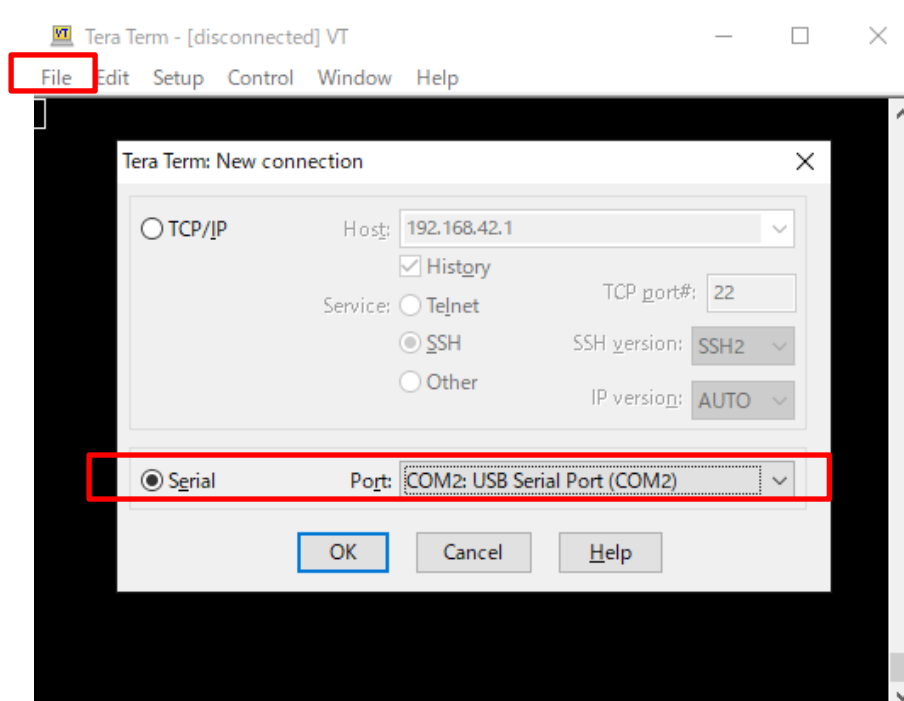 VT Tera Term - [disconnected] VT
File Edit Setup Control Window Help
Tera Term: New connection
TCP/IP Host: 192.168.42.1
History
Service: Telnet TCP port#: 22
SSH SSH version: SSH2
Other IP version: AUTO
Serial Port: COM2: USB Serial Port (COM2)
OK Cancel Help